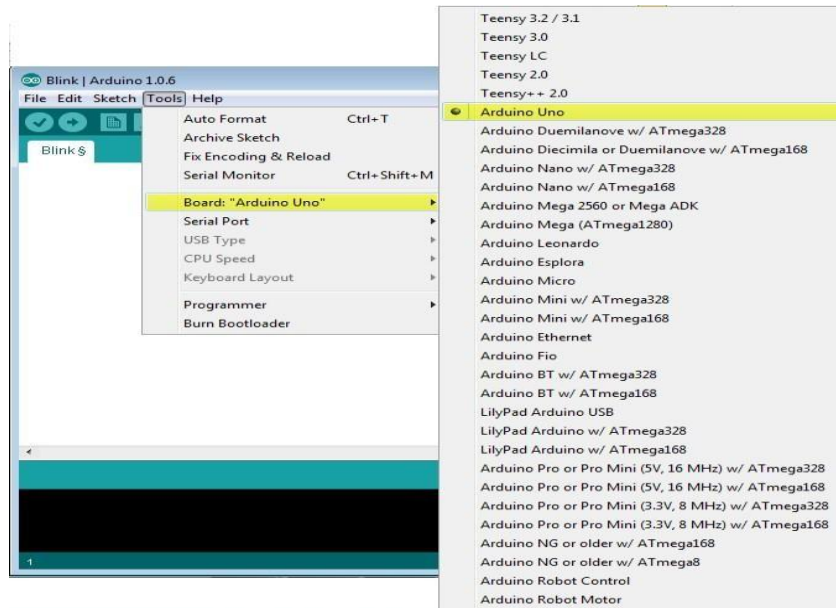 Blink | Arduino 1.0.6
File Edit Sketch Tools Help
Blink §
Auto Format Ctrl+T
Archive Sketch
Fix Encoding & Reload
Serial Monitor Ctrl+Shift+M
Board: "Arduino Uno"
Serial Port
USB Type
CPU Speed
Keyboard Layout
Programmer
Burn Bootloader
1
Teensy 3.2 / 3.1
Teensy 3.0
Teensy LC
Teensy 2.0
Teensy++ 2.0
Arduino Uno
Arduino Duemilanove w/ ATmega328
Arduino Diecimila or Duemilanove w/ ATmega168
Arduino Nano w/ ATmega328
Arduino Nano w/ ATmega168
Arduino Mega 2560 or Mega ADK
Arduino Mega (ATmega1280)
Arduino Leonardo
Arduino Esplora
Arduino Micro
Arduino Mini w/ ATmega328
Arduino Mini w/ ATmega168
Arduino Ethernet
Arduino Fio
Arduino BT w/ ATmega328
Arduino BT w/ ATmega168
LilyPad Arduino USB
LilyPad Arduino w/ ATmega328
LilyPad Arduino w/ ATmega168
Arduino Pro or Pro Mini (5V, 16 MHz) w/ ATmega328
Arduino Pro or Pro Mini (5V, 16 MHz) w/ ATmega168
Arduino Pro or Pro Mini (3.3V, 8 MHz) w/ ATmega328
Arduino Pro or Pro Mini (3.3V, 8 MHz) w/ ATmega168
Arduino NG or older w/ ATmega168
Arduino NG or older w/ ATmega8
Arduino Robot Control
Arduino Robot Motor